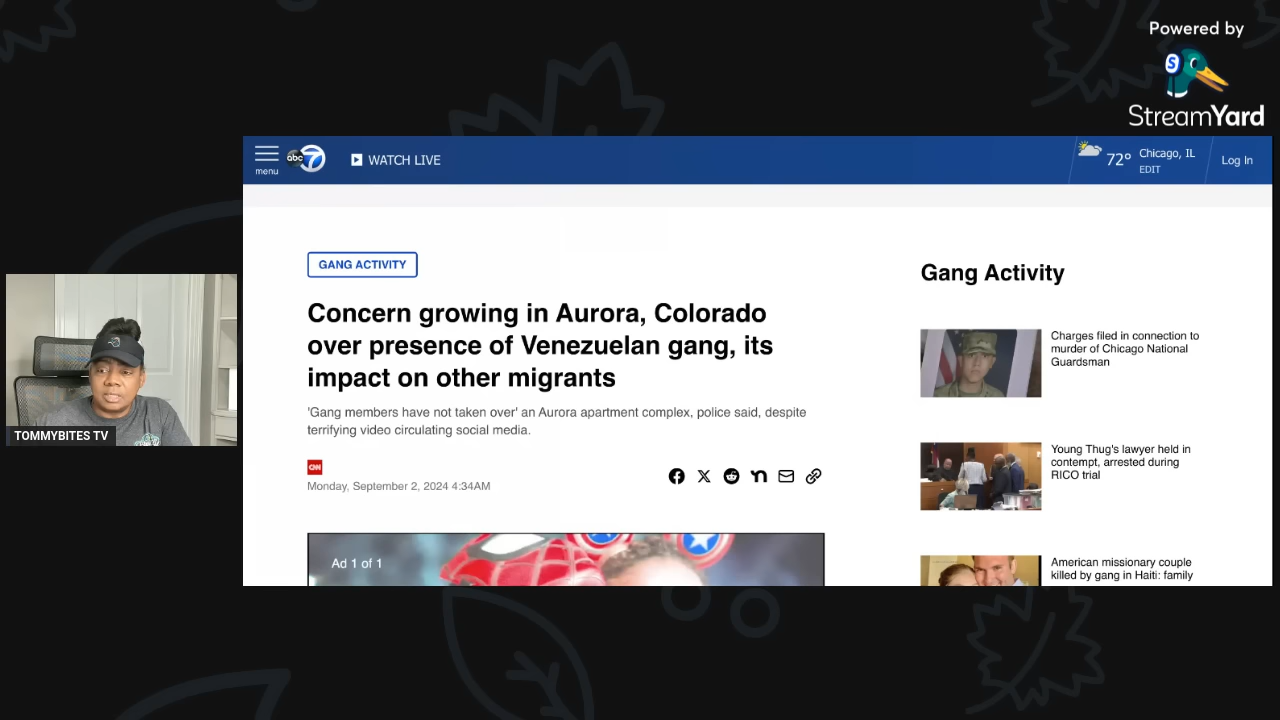 Powered by
StreamYard
menu
abc 7
WATCH LIVE
72°
Chicago, IL
EDIT
Log In
GANG ACTIVITY
Concern growing in Aurora, Colorado
over presence of Venezuelan gang, its
impact on other migrants
'Gang members have not taken over' an Aurora apartment complex, police said, despite
terrifying video circulating social media.
CNN
Monday, September 2, 2024 4:34AM
Ad 1 of 1
Gang Activity
Charges filed in connection to
murder of Chicago National
Guardsman
Young Thug's lawyer held in
contempt, arrested during
RICO trial
American missionary couple
killed by gang in Haiti: family
TOMMYBITES TV